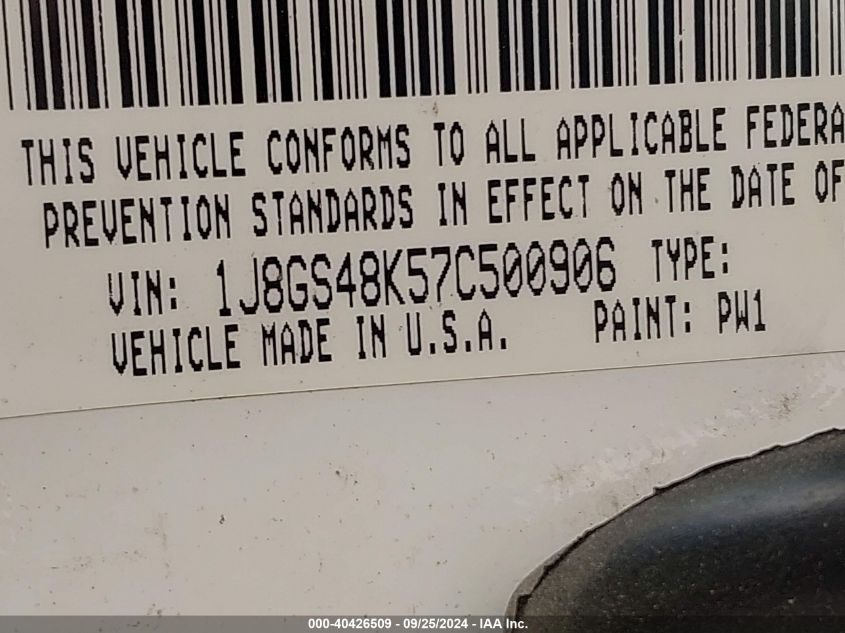 THIS VEHICLE CONFORMS TO ALL APPLICABLE FEDERA
PREVENTION STANDARDS IN EFFECT ON THE DATE OF
VIN: 1J8GS48K57C500906 TYPE:
VEHICLE MADE IN U.S.A. PAINT: PW1
000-40426509 - 09/25/2024 - IAA Inc.